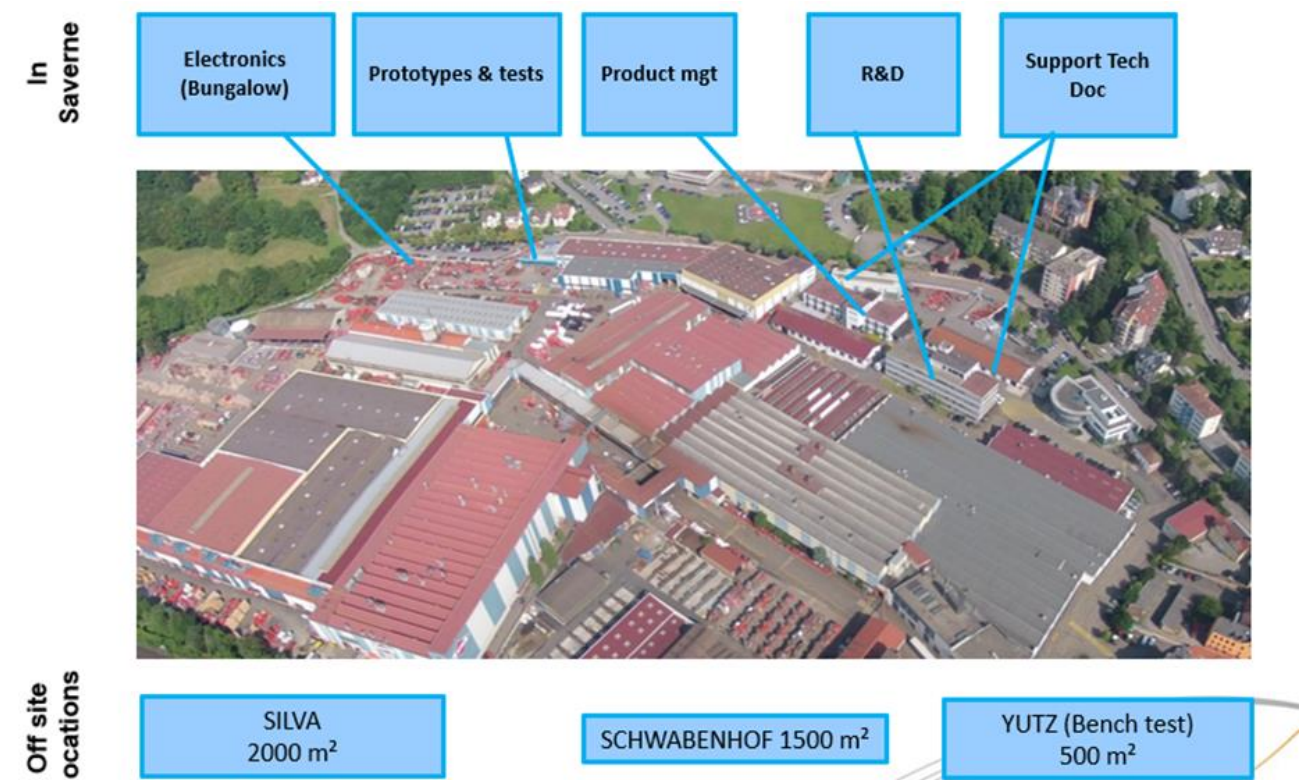 In
Saverne
Electronics
(Bungalow)
Prototypes & tests
Product mgt
R&D
Support Tech
Doc
Off site
ocations
SILVA
2000 m²
SCHWABENHOF 1500 m²
YUTZ (Bench test)
500 m²